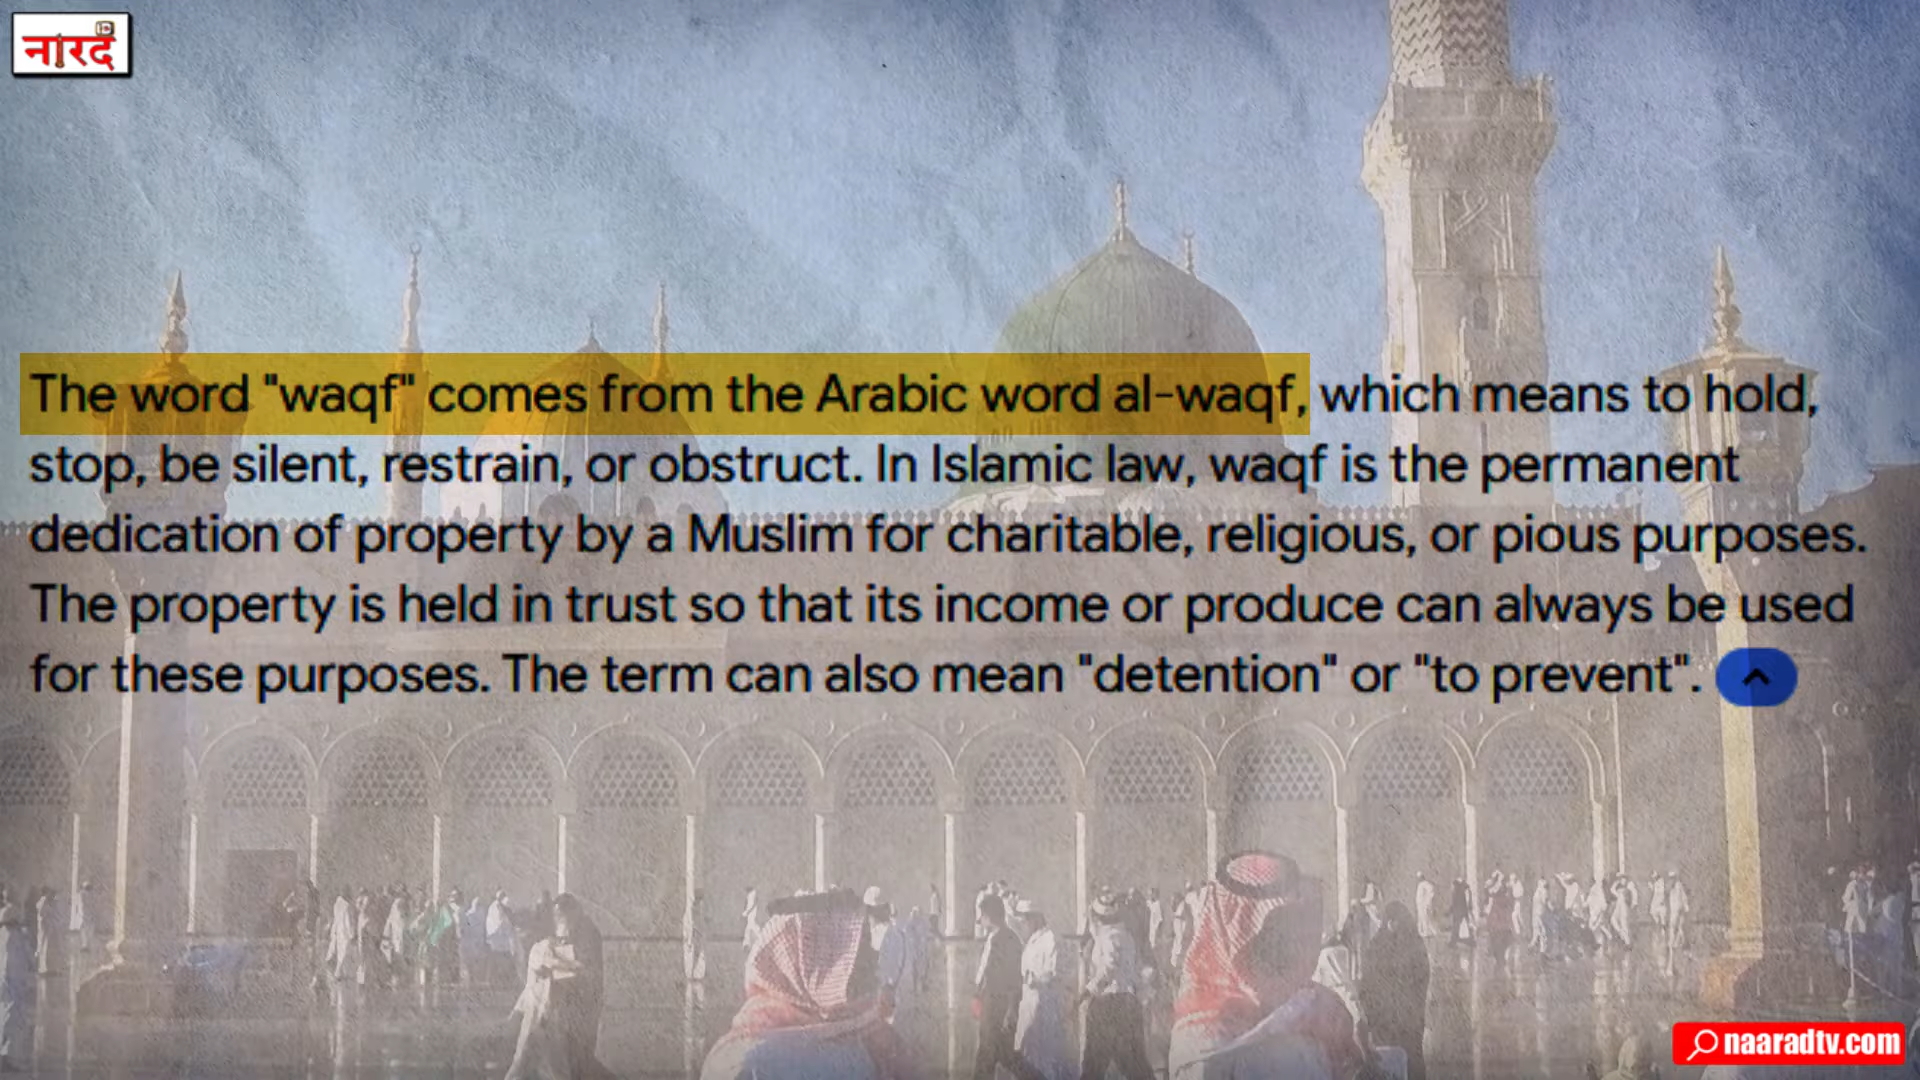 नारद
The word "waqf" comes from the Arabic word al-waqf, which means to hold,
stop, be silent, restrain, or obstruct. In Islamic law, waqf is the permanent
dedication of property by a Muslim for charitable, religious, or pious purposes.
The property is held in trust so that its income or produce can always be used
for these purposes. The term can also mean "detention" or "to prevent".
naaradtv.com